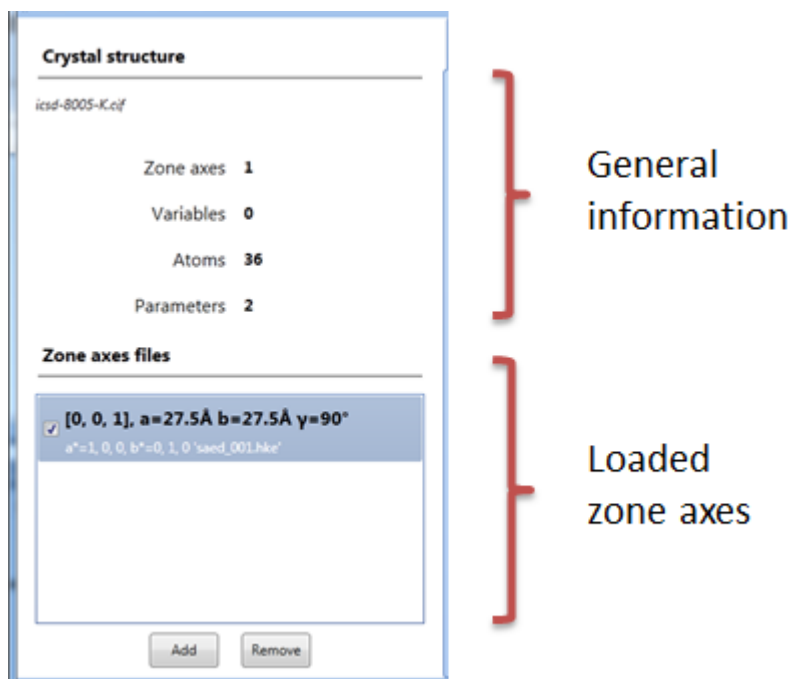 Crystal structure
icsd-8005-K.cif
Zone axes 1
Variables 0
Atoms 36
Parameters 2
Zone axes files
[0, 0, 1], a=27.5Å b=27.5Å γ=90°
a*=1, 0, 0, b*=0, 1, 0 'saed_001.hke'
Add Remove
General
information
Loaded
zone axes